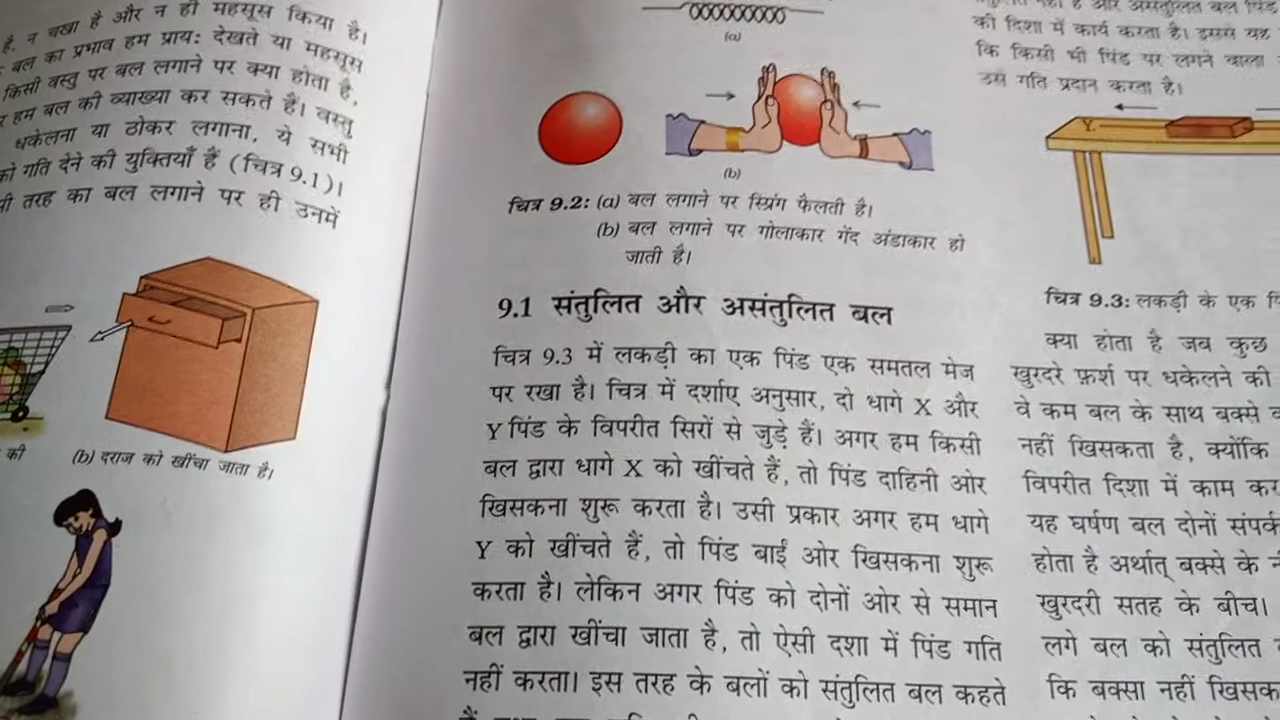 है, न चखा है और न ही महसूस किया है।
बल का प्रभाव हम प्राय: देखते या महसूस
किसी वस्तु पर बल लगाने पर क्या होता है,
हम बल की व्याख्या कर सकते हैं। वस्तु
धकेलना या ठोकर लगाना, ये सभी
को गति देने की युक्तियाँ हैं (चित्र 9.1)।
तरह का बल लगाने पर ही उनमें
की
(b) दराज को खींचा जाता है।
(a)
(b)
चित्र 9.2: (a) बल लगाने पर स्प्रिंग फैलती है।
(b) बल लगाने पर गोलाकार गेंद अंडाकार हो
जाती है।
9.1 संतुलित और असंतुलित बल
चित्र 9.3 में लकड़ी का एक पिंड एक समतल मेज
पर रखा है। चित्र में दर्शाए अनुसार, दो धागे X और
Y पिंड के विपरीत सिरों से जुड़े हैं। अगर हम किसी
बल द्वारा धागे X को खींचते हैं, तो पिंड दाहिनी ओर
खिसकना शुरू करता है। उसी प्रकार अगर हम धागे
Y को खींचते हैं, तो पिंड बाईं ओर खिसकना शुरू
करता है। लेकिन अगर पिंड को दोनों ओर से समान
बल द्वारा खींचा जाता है, तो ऐसी दशा में पिंड गति
नहीं करता। इस तरह के बलों को संतुलित बल कहते
नहीं है और असंतुलित बल पिंड
की दिशा में कार्य करता है। इससे यह
कि किसी भी पिंड पर लगने वाला
उसे गति प्रदान करता है।
Y
चित्र 9.3: लकड़ी के एक
क्या होता है जब कुछ
खुरदरे फ़र्श पर धकेलने की
वे कम बल के साथ बक्से
नहीं खिसकता है, क्योंकि
विपरीत दिशा में काम
यह घर्षण बल दोनों
होता है अर्थात् बक्से के
खुरदरी सतह के बीच।
लगे बल को संतुलित
कि बक्सा नहीं